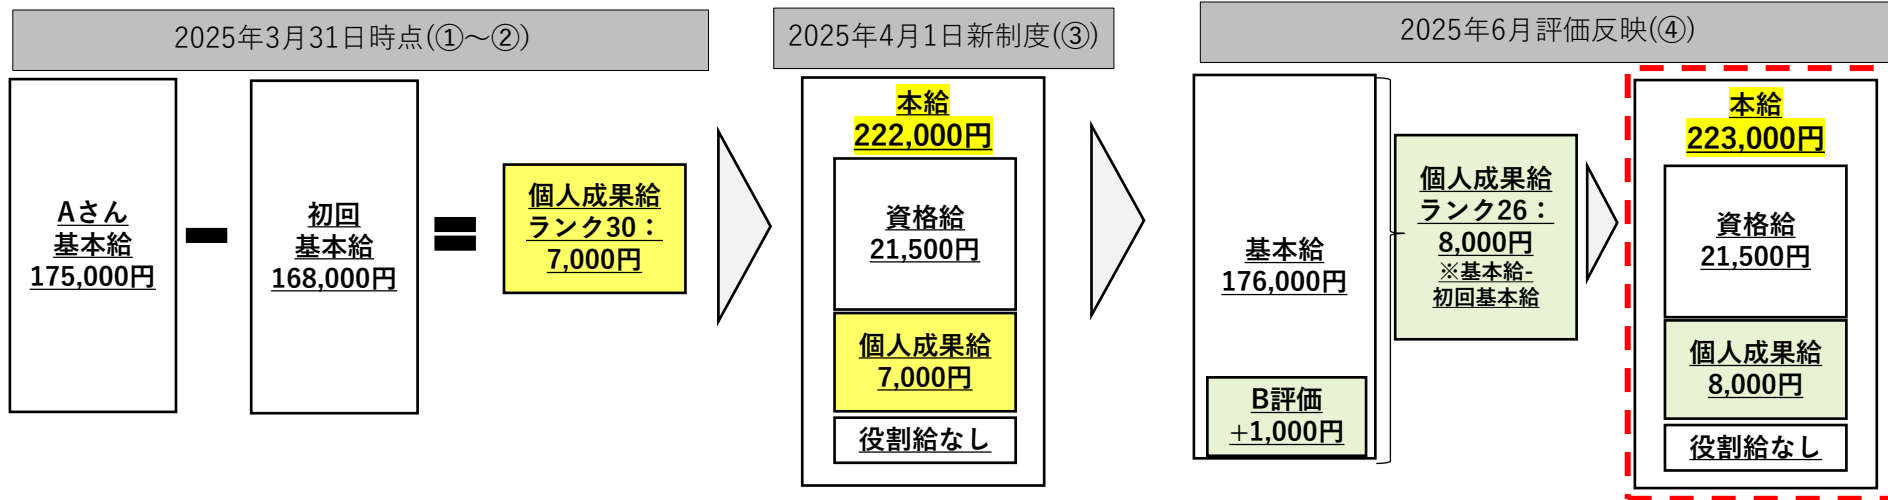 2025年3月31日時点(①～②)
Aさん
基本給
175,000円
初回
基本給
168,000円
個人成果給
ランク30：
7,000円
2025年4月1日新制度(③)
本給
222,000円
資格給
21,500円
個人成果給
7,000円
役割給なし
2025年6月評価反映(④)
基本給
176,000円
B評価
+1,000円
個人成果給
ランク26：
8,000円
※基本給-
初回基本給
本給
223,000円
資格給
21,500円
個人成果給
8,000円
役割給なし